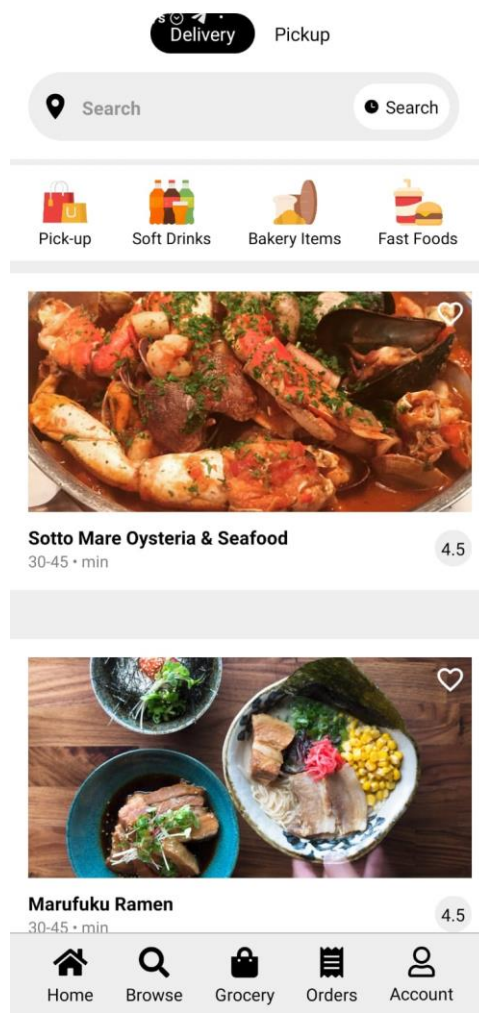 Delivery Pickup
Search Search
Pick-up Soft Drinks Bakery Items Fast Foods
Sotto Mare Oysteria & Seafood
30-45 • min
4.5
Marufuku Ramen
30-45 • min
4.5
Home Browse Grocery Orders Account